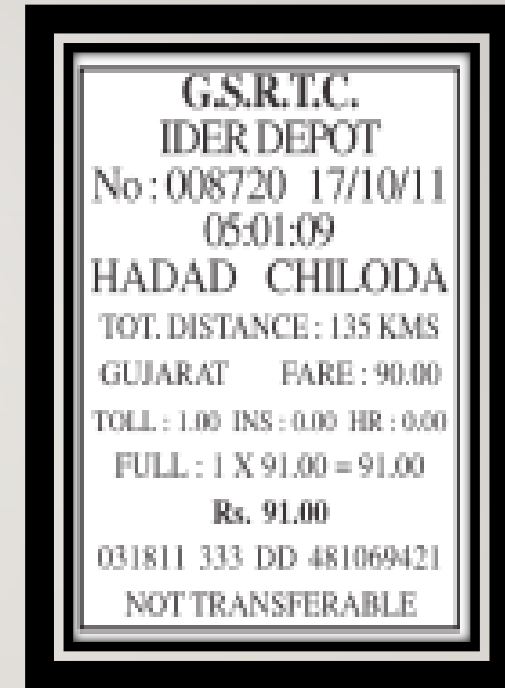 G.S.R.T.C.
IDER DEPOT
No : 008720 17/10/11
05:01:09
HADAD CHILODA
TOT. DISTANCE : 135 KMS
GUJARAT FARE : 90.00
TOLL : 1.00 INS : 0.00 HR : 0.00
FULL : 1 X 91.00 = 91.00
Rs. 91.00
031811 333 DD 481069421
NOT TRANSFERABLE